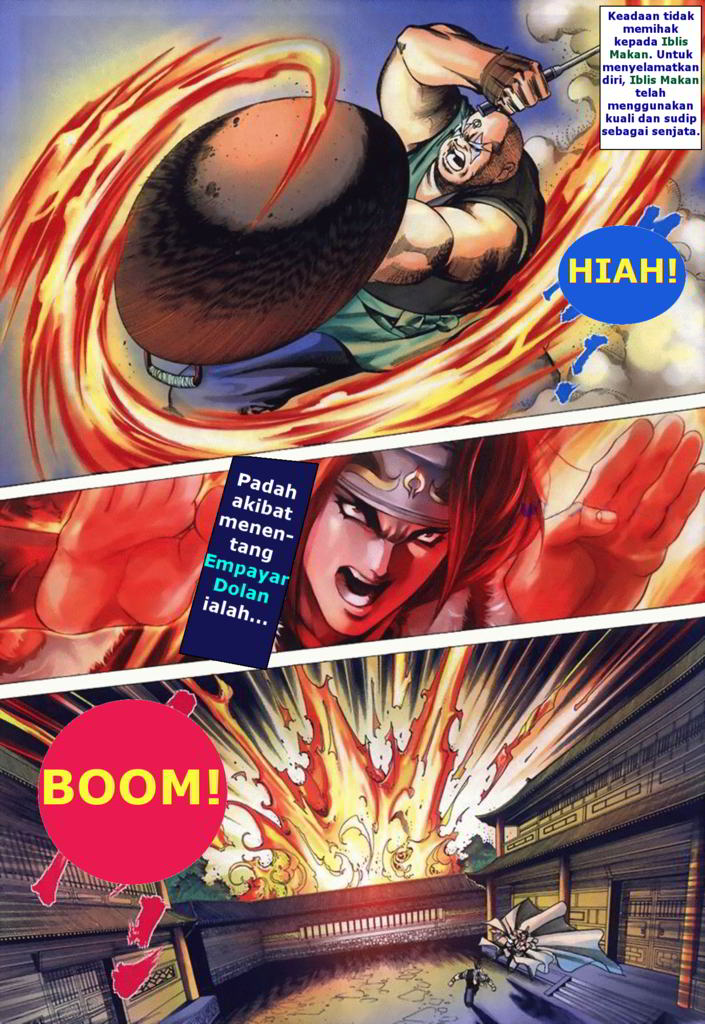 Keadaan tidak
memihak
kepada Iblis
Makan. Untuk
menyelamatkan
diri, Iblis Makan
telah
menggunakan
kuali dan sudip
sebagai senjata.
HIAH!
Padah
akibat
menen-
tang
Empayar
Dolan
ialah...
BOOM!